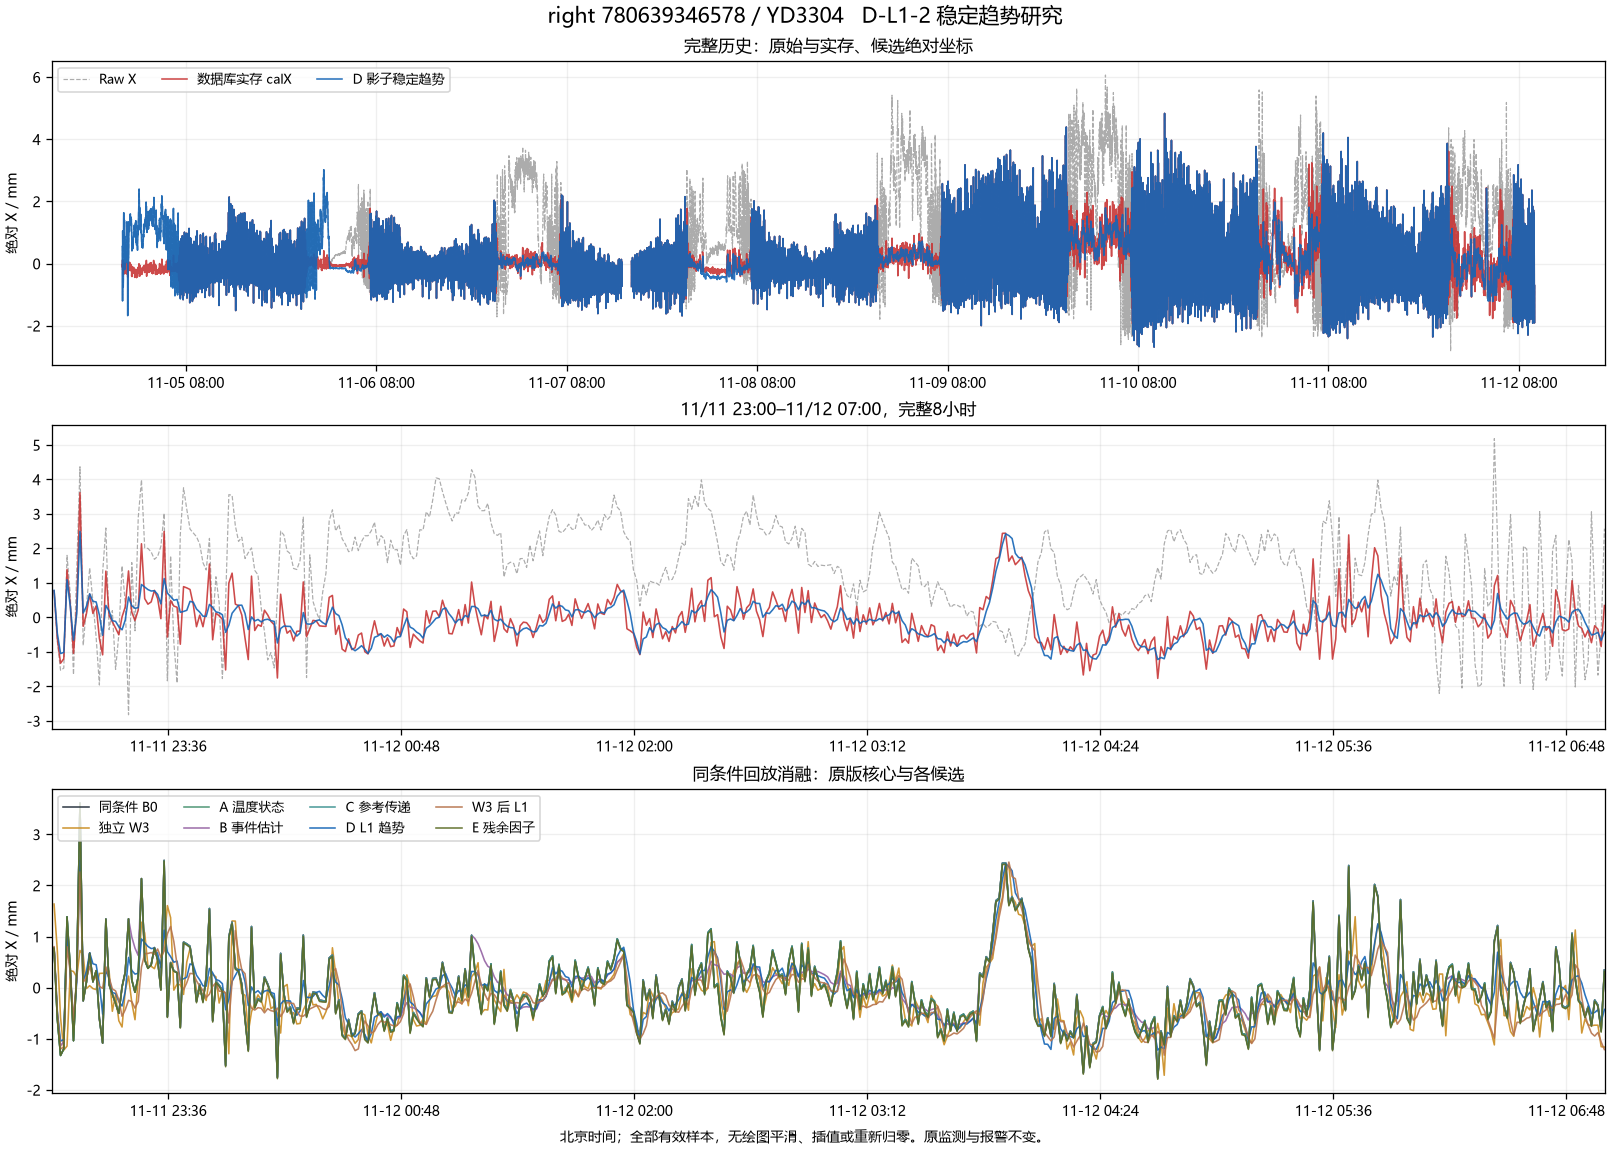 right 780639346578 / YD3304   D-L1-2 稳定趋势研究
完整历史：原始与实存、候选绝对坐标
Raw X
数据库实存 calX
D 影子稳定趋势
绝对 X / mm
6
4
2
0
-2
11-05 08:00
11-06 08:00
11-07 08:00
11-08 08:00
11-09 08:00
11-10 08:00
11-11 08:00
11-12 08:00
11/11 23:00–11/12 07:00，完整8小时
绝对 X / mm
5
4
3
2
1
0
-1
-2
-3
11-11 23:36
11-12 00:48
11-12 02:00
11-12 03:12
11-12 04:24
11-12 05:36
11-12 06:48
同条件回放消融：原版核心与各候选
同条件 B0
A 温度状态
C 参考传递
W3 后 L1
独立 W3
B 事件估计
D L1 趋势
E 残余因子
绝对 X / mm
3
2
1
0
-1
-2
11-11 23:36
11-12 00:48
11-12 02:00
11-12 03:12
11-12 04:24
11-12 05:36
11-12 06:48
北京时间；全部有效样本，无绘图平滑、插值或重新归零。原监测与报警不变。